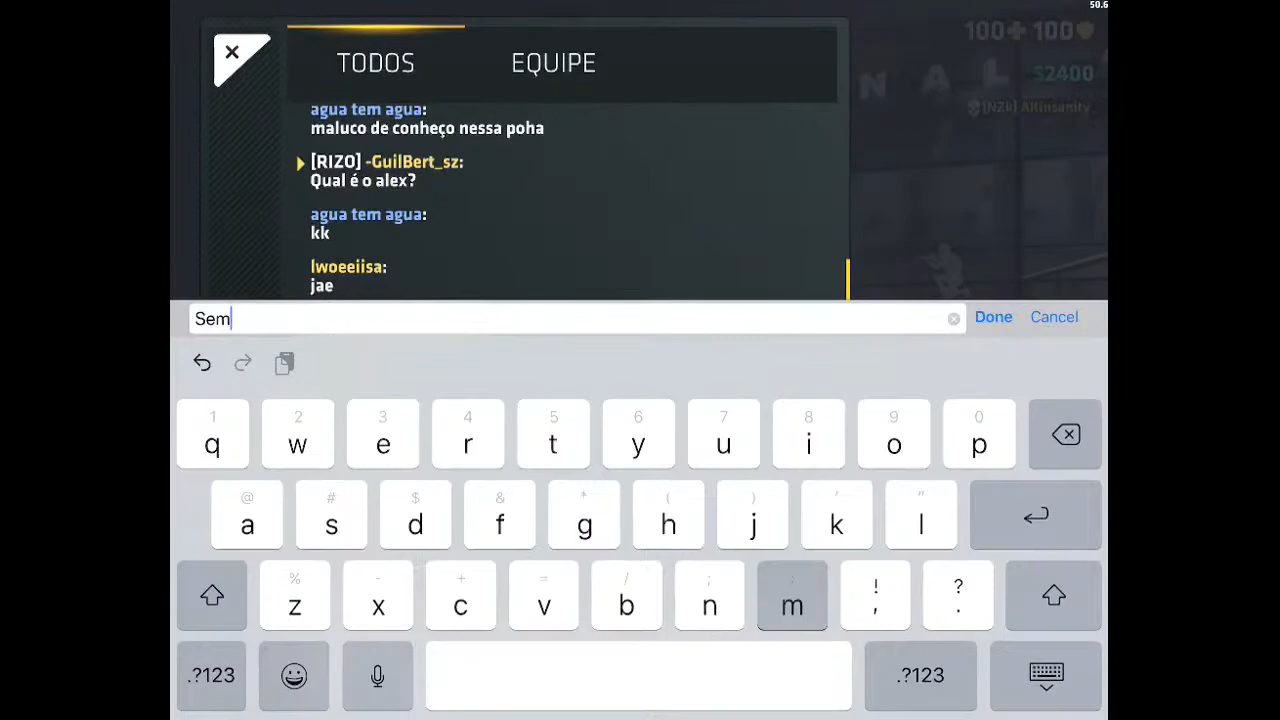 50.6
100 100
TODOS EQUIPE
N A L
$2400
agua tem agua:
maluco de conheço nessa poha
[RIZO] -GuilBert_sz:
Qual é o alex?
agua tem agua:
kk
lwoeeiisa:
jae
Sem
Done Cancel
1 2 3 4 5 6 7 8 9 0
q w e r t y u i o p
@ # $ & * ( ) ' "
a s d f g h j k l
% - + = / ; : !  ?
z x c v b n m , .
.?123 .?123